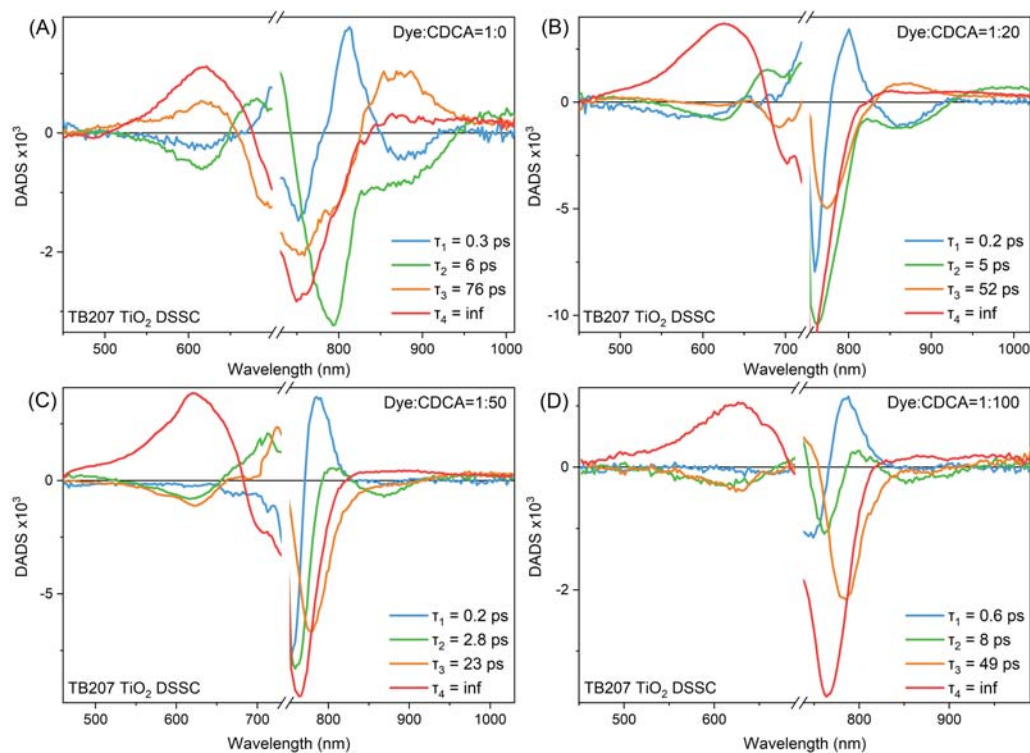 (A)
Dye:CDCA=1:0
DADS x10³
0
-2
τ₁ = 0.3 ps
τ₂ = 6 ps
τ₃ = 76 ps
τ₄ = inf
TB207 TiO₂ DSSC
500 600 800 900 1000
Wavelength (nm)
(B)
Dye:CDCA=1:20
DADS x10³
0
-5
-10
τ₁ = 0.2 ps
τ₂ = 5 ps
τ₃ = 52 ps
τ₄ = inf
TB207 TiO₂ DSSC
500 600 700 800 900 1000
Wavelength (nm)
(C)
Dye:CDCA=1:50
DADS x10³
0
-5
τ₁ = 0.2 ps
τ₂ = 2.8 ps
τ₃ = 23 ps
τ₄ = inf
TB207 TiO₂ DSSC
500 600 700 800 900 1000
Wavelength (nm)
(D)
Dye:CDCA=1:100
DADS x10³
0
-2
τ₁ = 0.6 ps
τ₂ = 8 ps
τ₃ = 49 ps
τ₄ = inf
TB207 TiO₂ DSSC
500 600 800 900
Wavelength (nm)